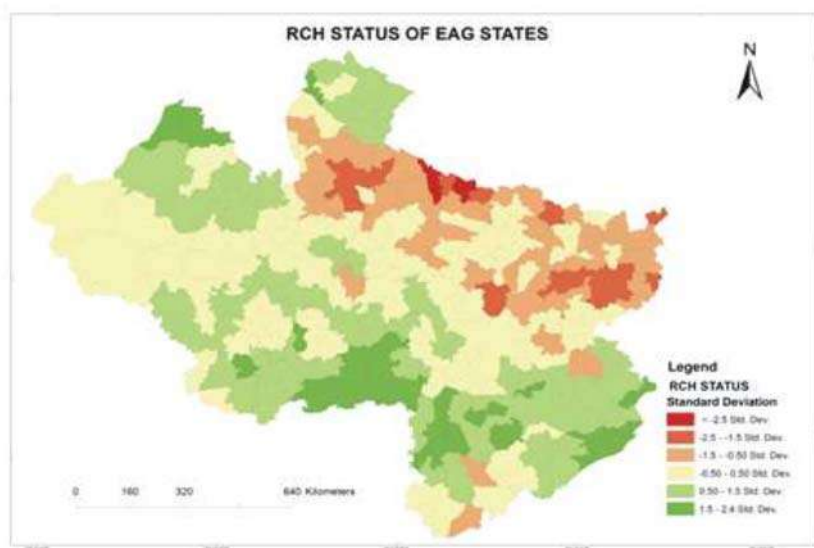 RCH STATUS OF EAG STATES
N
Legend
RCH STATUS
Standard Deviation
< -2.5 Std. Dev.
-2.5 - -1.5 Std. Dev.
-1.5 - -0.50 Std. Dev.
-0.50 - 0.50 Std. Dev.
0.50 - 1.5 Std. Dev.
1.5 - 2.4 Std. Dev.
0 160 320 640 Kilometers